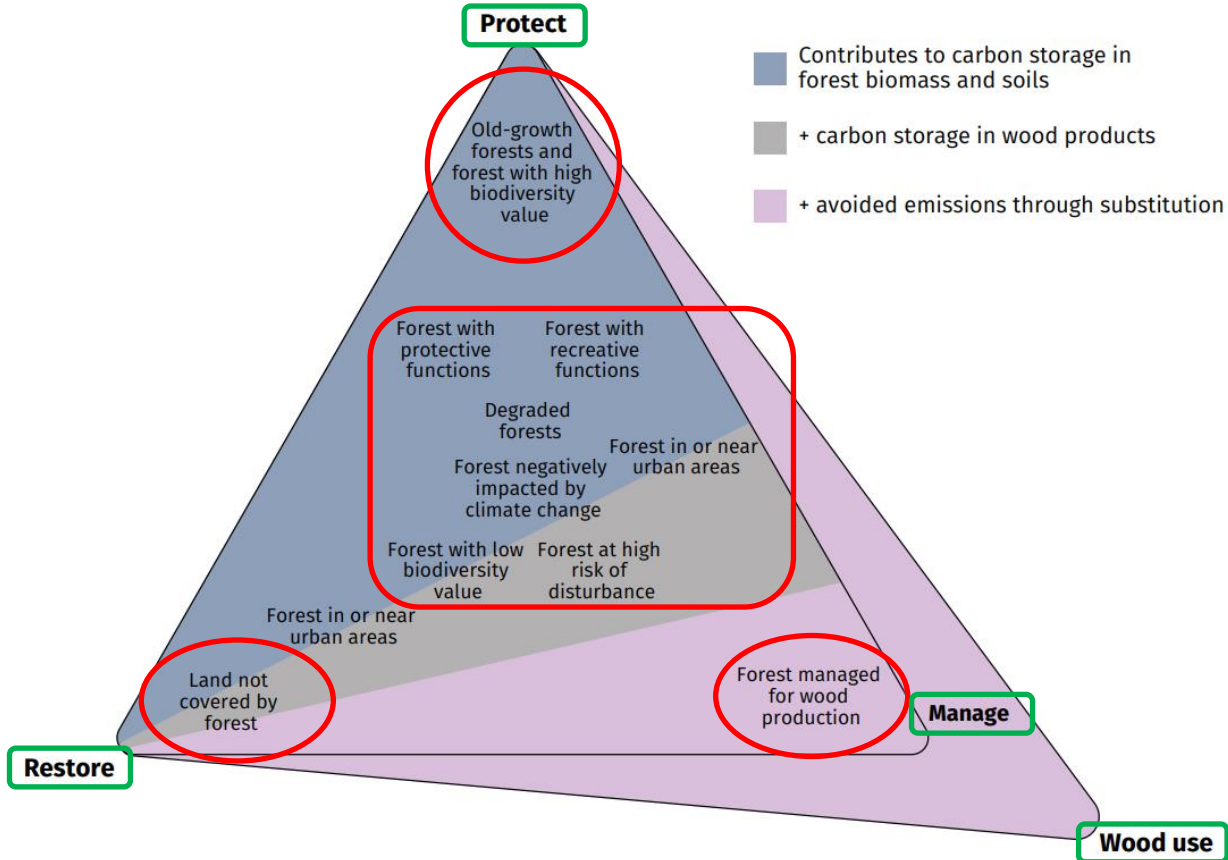 Protect
Contributes to carbon storage in
forest biomass and soils
+ carbon storage in wood products
+ avoided emissions through substitution
Old-growth
forests and
forest with high
biodiversity
value
Forest with
protective
functions
Forest with
recreative
functions
Degraded
forests
Forest in or near
urban areas
Forest negatively
impacted by
climate change
Forest with low
biodiversity
value
Forest at high
risk of
disturbance
Forest in or near
urban areas
Land not
covered by
forest
Forest managed
for wood
production
Manage
Restore
Wood use